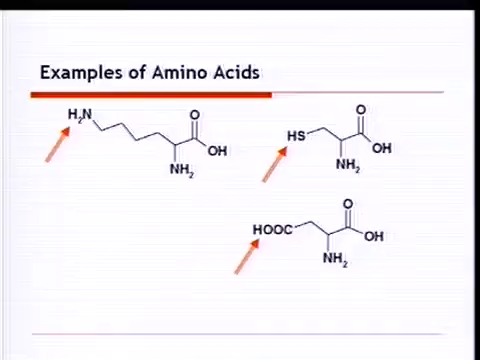 Examples of Amino Acids
H₂N
O
OH
NH₂
HS
O
OH
NH₂
HOOC
O
OH
NH₂